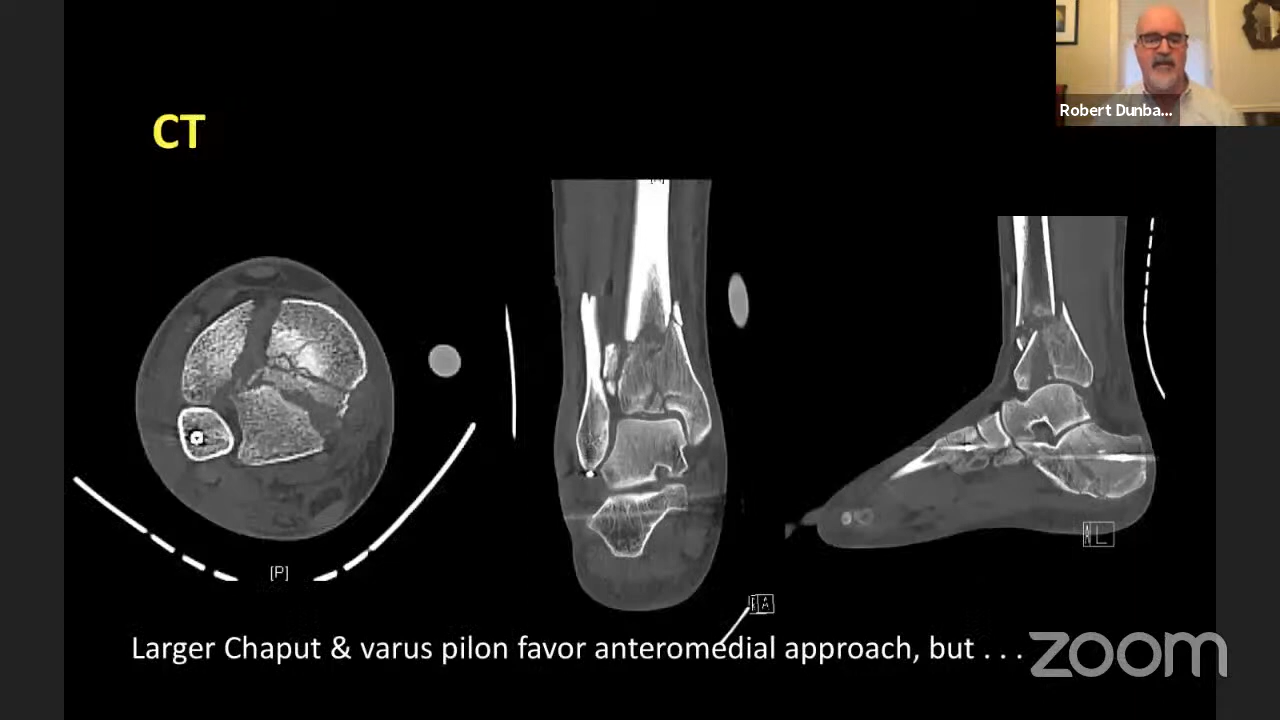 Robert Dunba...
CT
[P]
L
A
Larger Chaput & varus pilon favor anteromedial approach, but . . .
zoom